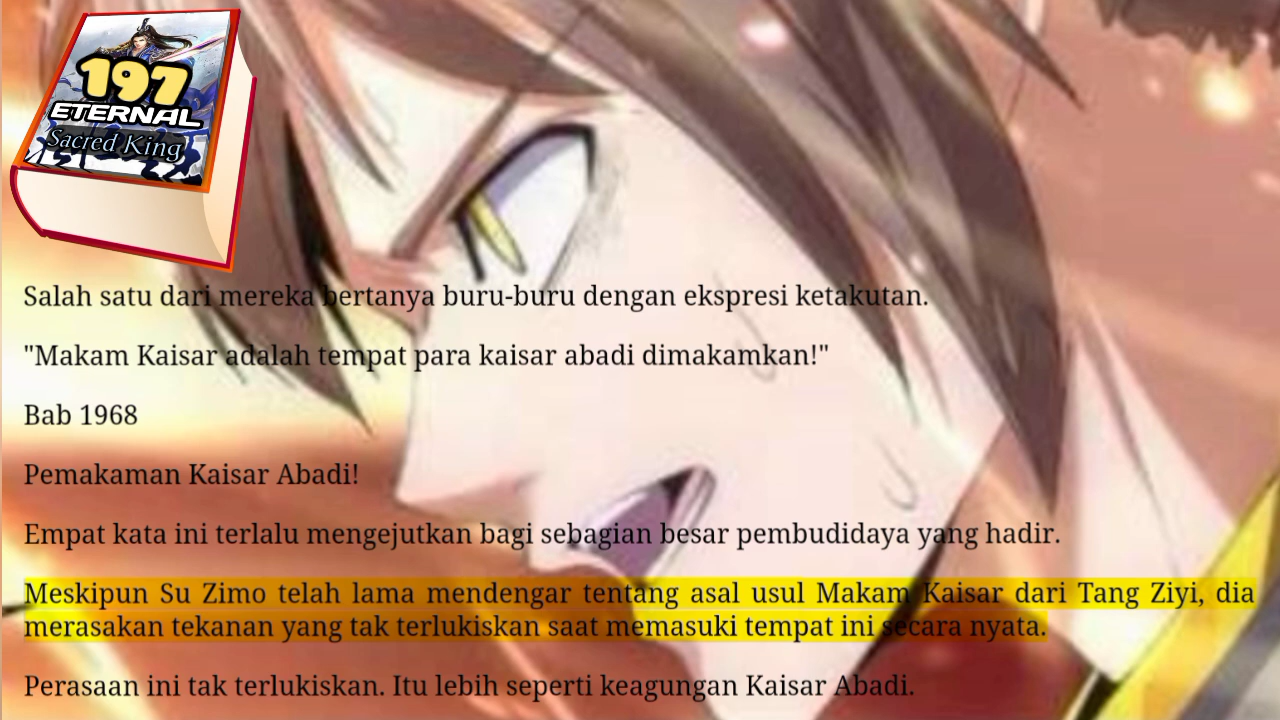 197
ETERNAL
Sacred King
Salah satu dari mereka bertanya buru-buru dengan ekspresi ketakutan.
"Makam Kaisar adalah tempat para kaisar abadi dimakamkan!"
Bab 1968
Pemakaman Kaisar Abadi!
Empat kata ini terlalu mengejutkan bagi sebagian besar pembudidaya yang hadir.
Meskipun Su Zimo telah lama mendengar tentang asal usul Makam Kaisar dari Tang Ziyi, dia
merasakan tekanan yang tak terlukiskan saat memasuki tempat ini secara nyata.
Perasaan ini tak terlukiskan. Itu lebih seperti keagungan Kaisar Abadi.